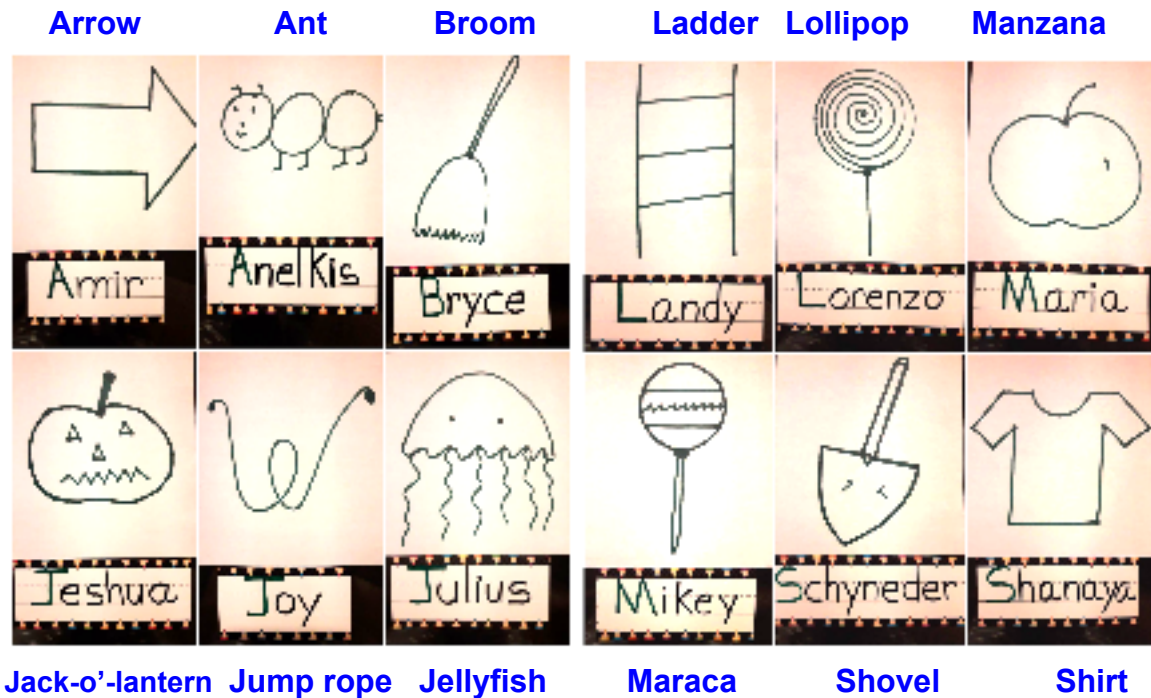 Arrow Ant Broom Ladder Lollipop Manzana
Amir Anelkis Bryce Landy Lorenzo Maria
Jeshua Joy Julius Mikey Schyneder Shanaya
Jack-o’-lantern Jump rope Jellyfish Maraca Shovel Shirt